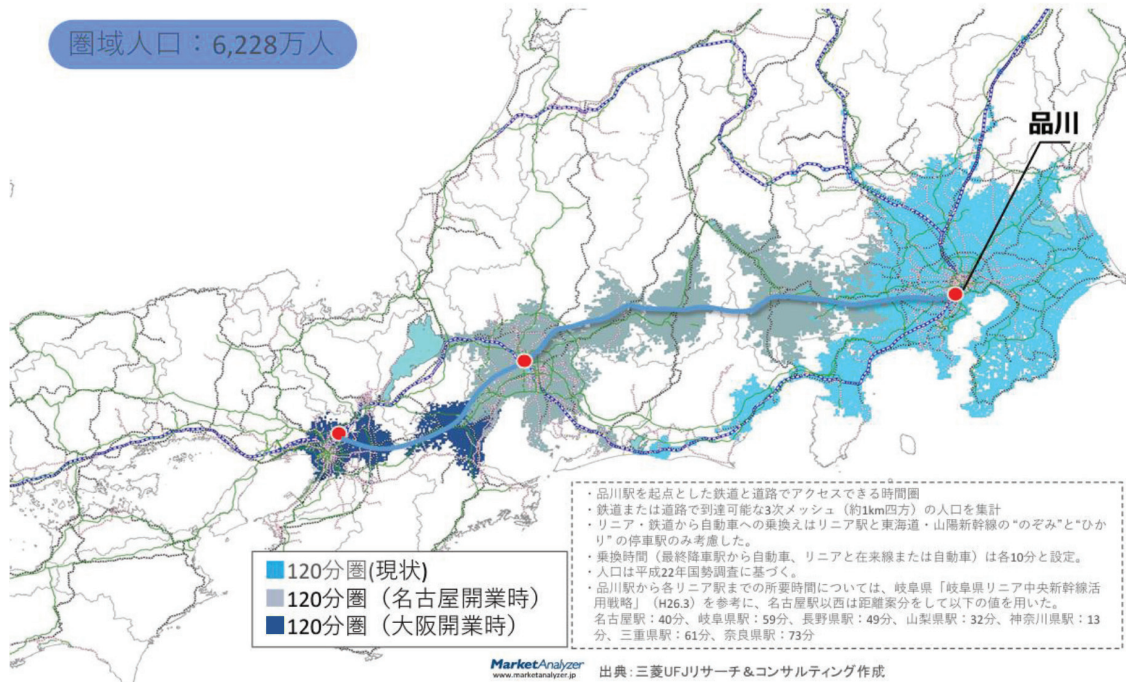 圏域人口：6,228万人
品川
・品川駅を起点とした鉄道と道路でアクセスできる時間圏
・鉄道または道路で到達可能な3次メッシュ（約1km四方）の人口を集計
・リニア・鉄道から自動車への乗換えはリニア駅と東海道・山陽新幹線の“のぞみ”と“ひか
り”の停車駅のみ考慮した。
・乗換時間（最終降車駅から自動車、リニアと在来線または自動車）は各10分と設定。
・人口は平成22年国勢調査に基づく。
・品川駅から各リニア駅までの所要時間については、岐阜県「岐阜県リニア中央新幹線活
用戦略」（H26.3）を参考に、名古屋駅以西は距離案分をして以下の値を用いた。
名古屋駅：40分、岐阜県駅：59分、長野県駅：49分、山梨県駅：32分、神奈川県駅：13
分、三重県駅：61分、奈良県駅：73分
120分圏(現状)
120分圏（名古屋開業時）
120分圏（大阪開業時）
MarketAnalyzer
www.marketanalyzer.jp
出典：三菱UFJリサーチ＆コンサルティング作成